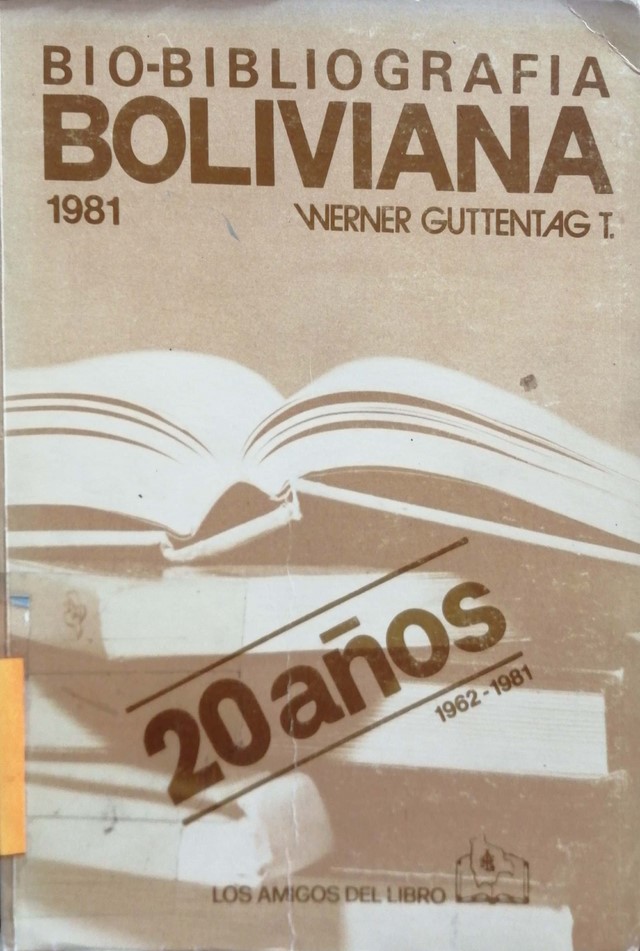 BIO-BIBLIOGRAFIA
BOLIVIANA
1981
WERNER GUTTENTAG T.
20 años
1962-1981
LOS AMIGOS DEL LIBRO